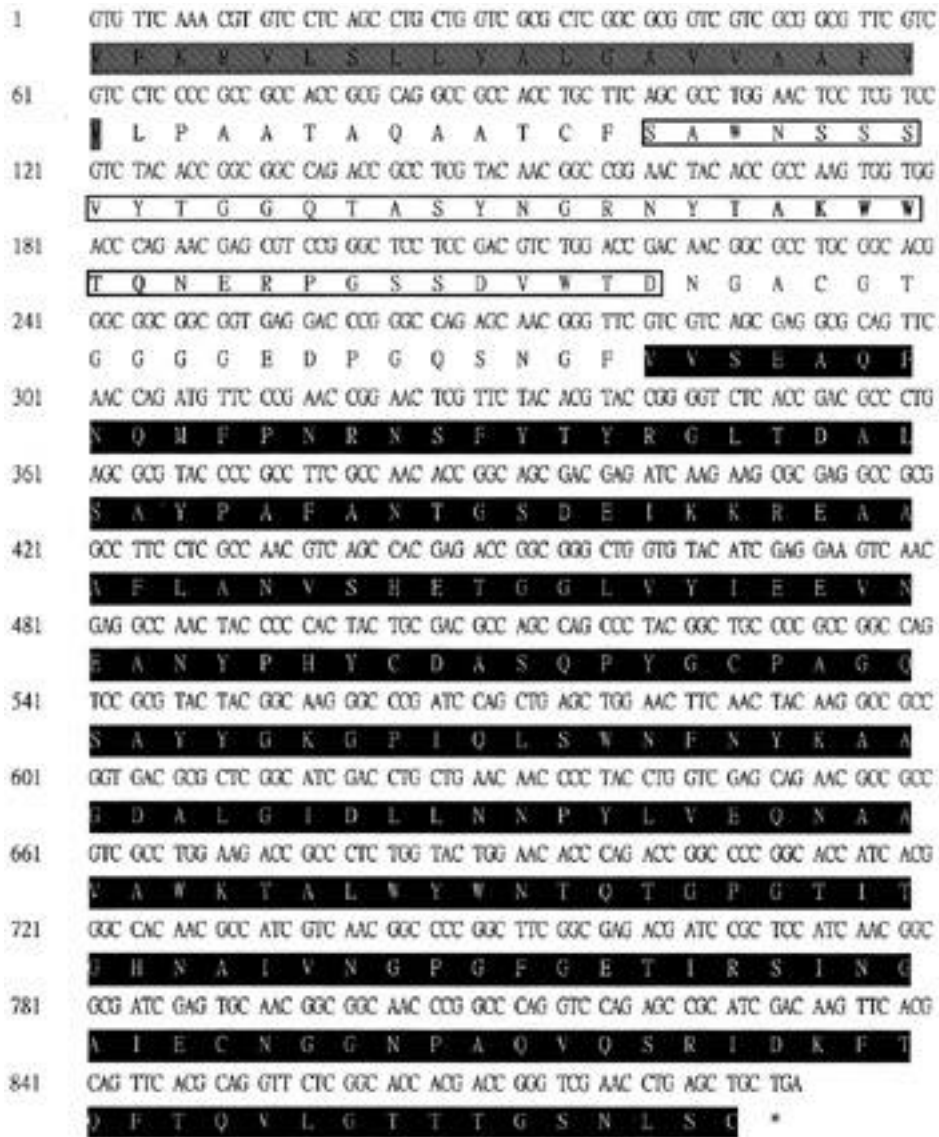 1 GTG TTC AAA CGT GTC CTC AGC CTG CTG GTC GCG CTC GGC GCG GTC GTC GCG GCG TTC GTC
V F K R V L S L L V A L G A V V A A F V
61 GTC CTC CCC GCC GCC ACC GCG CAG GCC GCC ACC TGC TTC AGC GCC TGG AAC TCC TCG TCC
V L P A A T A Q A A T C F S A W N S S S
121 GTC TAC ACC GGC GGC CAG ACC GCC TCG TAC AAC GGC CGG AAC TAC ACC GCC AAG TGG TGG
V Y T G G Q T A S Y N G R N Y T A K W W
181 ACC CAG AAC GAG CGT CCG GGC TCC TCC GAC GTC TGG ACC GAC AAC GGC GCC TGC GGC ACG
T Q N E R P G S S D V W T D N G A C G T
241 GGC GGC GGC GGT GAG GAC CCG GGC CAG AGC AAC GGG TTC GTC GTC AGC GAG GCG CAG TTC
G G G G E D P G Q S N G F V V S E A Q F
301 AAC CAG ATG TTC CCG AAC CGG AAC TCG TTC TAC ACG TAC CGG GGT CTC ACC GAC GCC CTG
N Q M F P N R N S F Y T Y R G L T D A L
361 AGC GCG TAC CCC GCC TTC GCC AAC ACC GGC AGC GAC GAG ATC AAG AAG CGC GAG GCC GCG
S A Y P A F A N T G S D E I K K R E A A
421 GCC TTC CTC GCC AAC GTC AGC CAC GAG ACC GGC GGG CTG GTG TAC ATC GAG GAA GTC AAC
A F L A N V S H E T G G L V Y I E E V N
481 GAG GCC AAC TAC CCC CAC TAC TGC GAC GCC AGC CAG CCC TAC GGC TGC CCC GCC GGC CAG
E A N Y P H Y C D A S Q P Y G C P A G Q
541 TCC GCG TAC TAC GGC AAG GGC CCG ATC CAG CTG AGC TGG AAC TTC AAC TAC AAG GCC GCC
S A Y Y G K G P I Q L S W N F N Y K A A
601 GGT GAC GCG CTC GGC ATC GAC CTG CTG AAC AAC CCC TAC CTG GTC GAG CAG AAC GCC GCC
G D A L G I D L L N N P Y L V E Q N A A
661 GTC GCC TGG AAG ACC GCC CTC TGG TAC TGG AAC ACC CAG ACC GGC CCC GGC ACC ATC ACG
V A W K T A L W Y W N T Q T G P G T I T
721 GGC CAC AAC GCC ATC GTC AAC GGC CCC GGC TTC GGC GAG ACG ATC CGC TCC ATC AAC GGC
G H N A I V N G P G F G E T I R S I N G
781 GCG ATC GAG TGC AAC GGC GGC AAC CCG GCC CAG GTC CAG AGC CGC ATC GAC AAG TTC ACG
A I E C N G G N P A Q V Q S R I D K F T
841 CAG TTC ACG CAG GTT CTC GGC ACC ACG ACC GGG TCG AAC CTG AGC TGC TGA
Q F T Q V L G T T T G S N L S C *